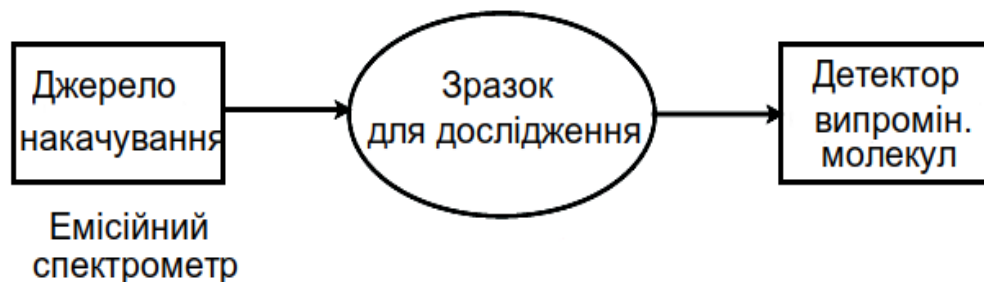 Джерело
накачування
Зразок
для дослідження
Детектор
випромін.
молекул
Емісійний
спектрометр